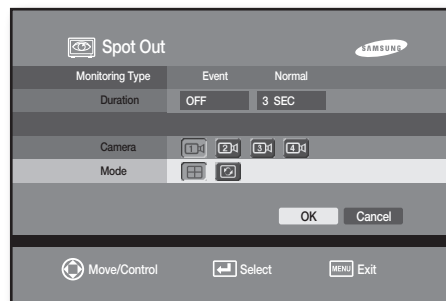 Spot Out
SAMSUNG
Monitoring Type Event Normal
Duration OFF 3 SEC
Camera 1 2 3 4
Mode
OK Cancel
Move/Control Select MENU Exit